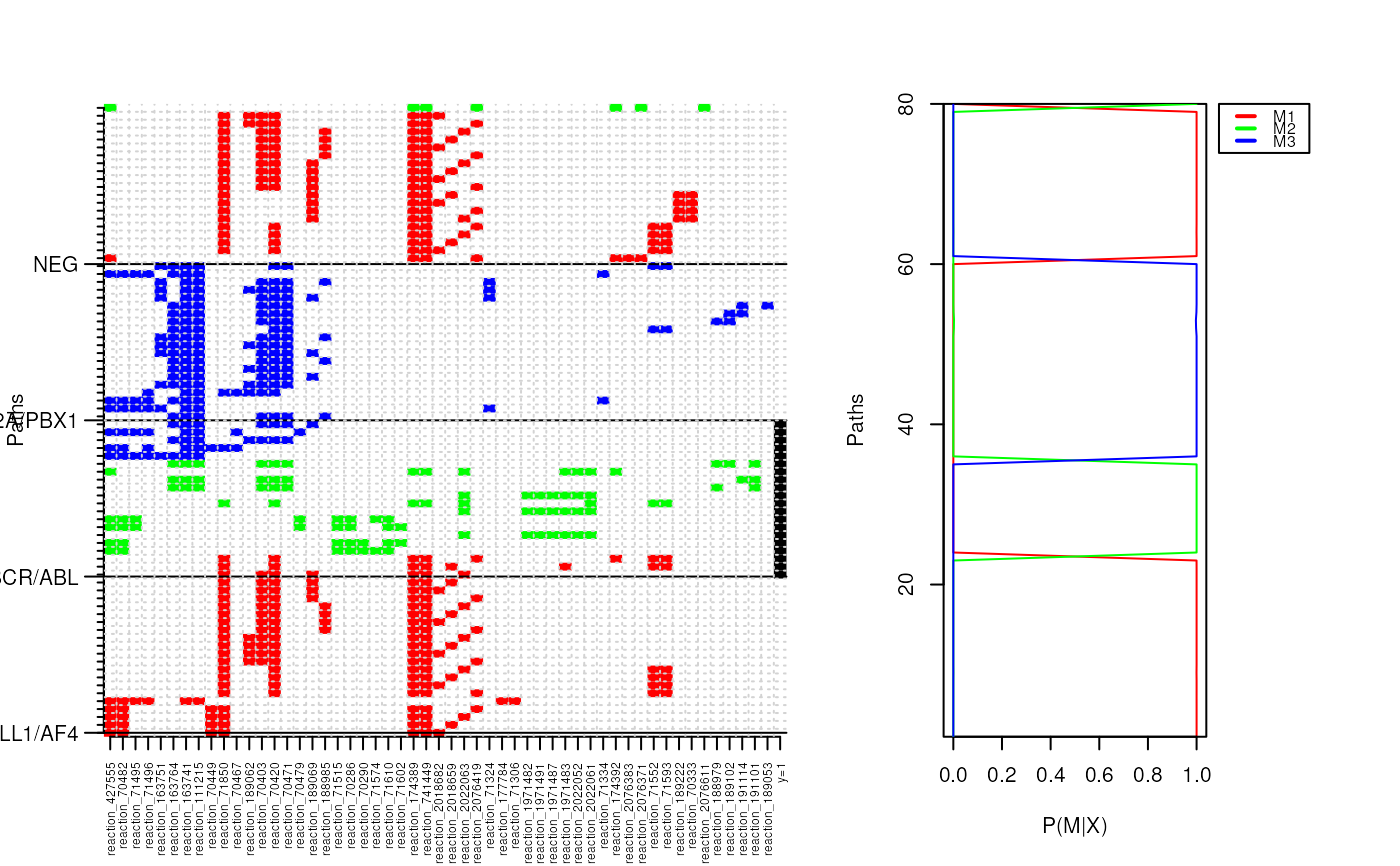 NEG
2A/PBX1
BCR/ABL
LL1/AF4
Paths
reaction_427555
reaction_70482
reaction_71495
reaction_71496
reaction_163751
reaction_163764
reaction_163741
reaction_111215
reaction_70449
reaction_71850
reaction_70467
reaction_189062
reaction_70403
reaction_70420
reaction_70471
reaction_70479
reaction_189069
reaction_188985
reaction_71515
reaction_70286
reaction_70290
reaction_71574
reaction_71610
reaction_71602
reaction_174389
reaction_741449
reaction_2018682
reaction_2018659
reaction_2022063
reaction_2076419
reaction_71324
reaction_177784
reaction_71306
reaction_1971482
reaction_1971491
reaction_1971487
reaction_1971483
reaction_2022052
reaction_2022061
reaction_71334
reaction_174392
reaction_2076383
reaction_2076371
reaction_71552
reaction_71593
reaction_189222
reaction_70333
reaction_2076611
reaction_188979
reaction_189102
reaction_191114
reaction_191101
reaction_189053
y=1
Paths
80
60
40
20
0.0 0.2 0.4 0.6 0.8 1.0
P(M|X)
M1
M2
M3